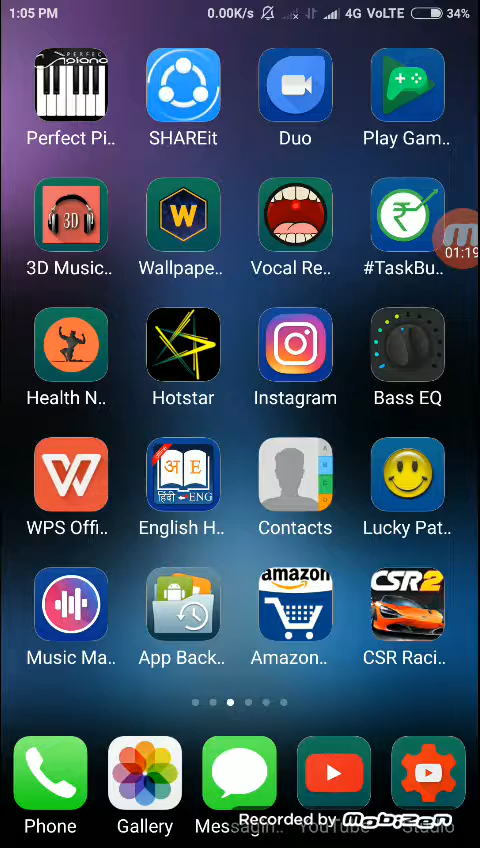 1:05 PM 0.00K/s 4G VoLTE 34%
PERFECT
piano
Perfect Pi.. SHAREit Duo Play Gam..
3D W
3D Music.. Wallpape.. Vocal Re.. #TaskBu..
01:19
Health N.. Hotstar Instagram Bass EQ
W अ E
हिंदी ENG
WPS Offi.. English H.. Contacts Lucky Pat..
amazon CSR2
Music Ma.. App Back.. Amazon.. CSR Raci..
Recorded by Mobizen
Phone Gallery Messagin.. YouTube Studio